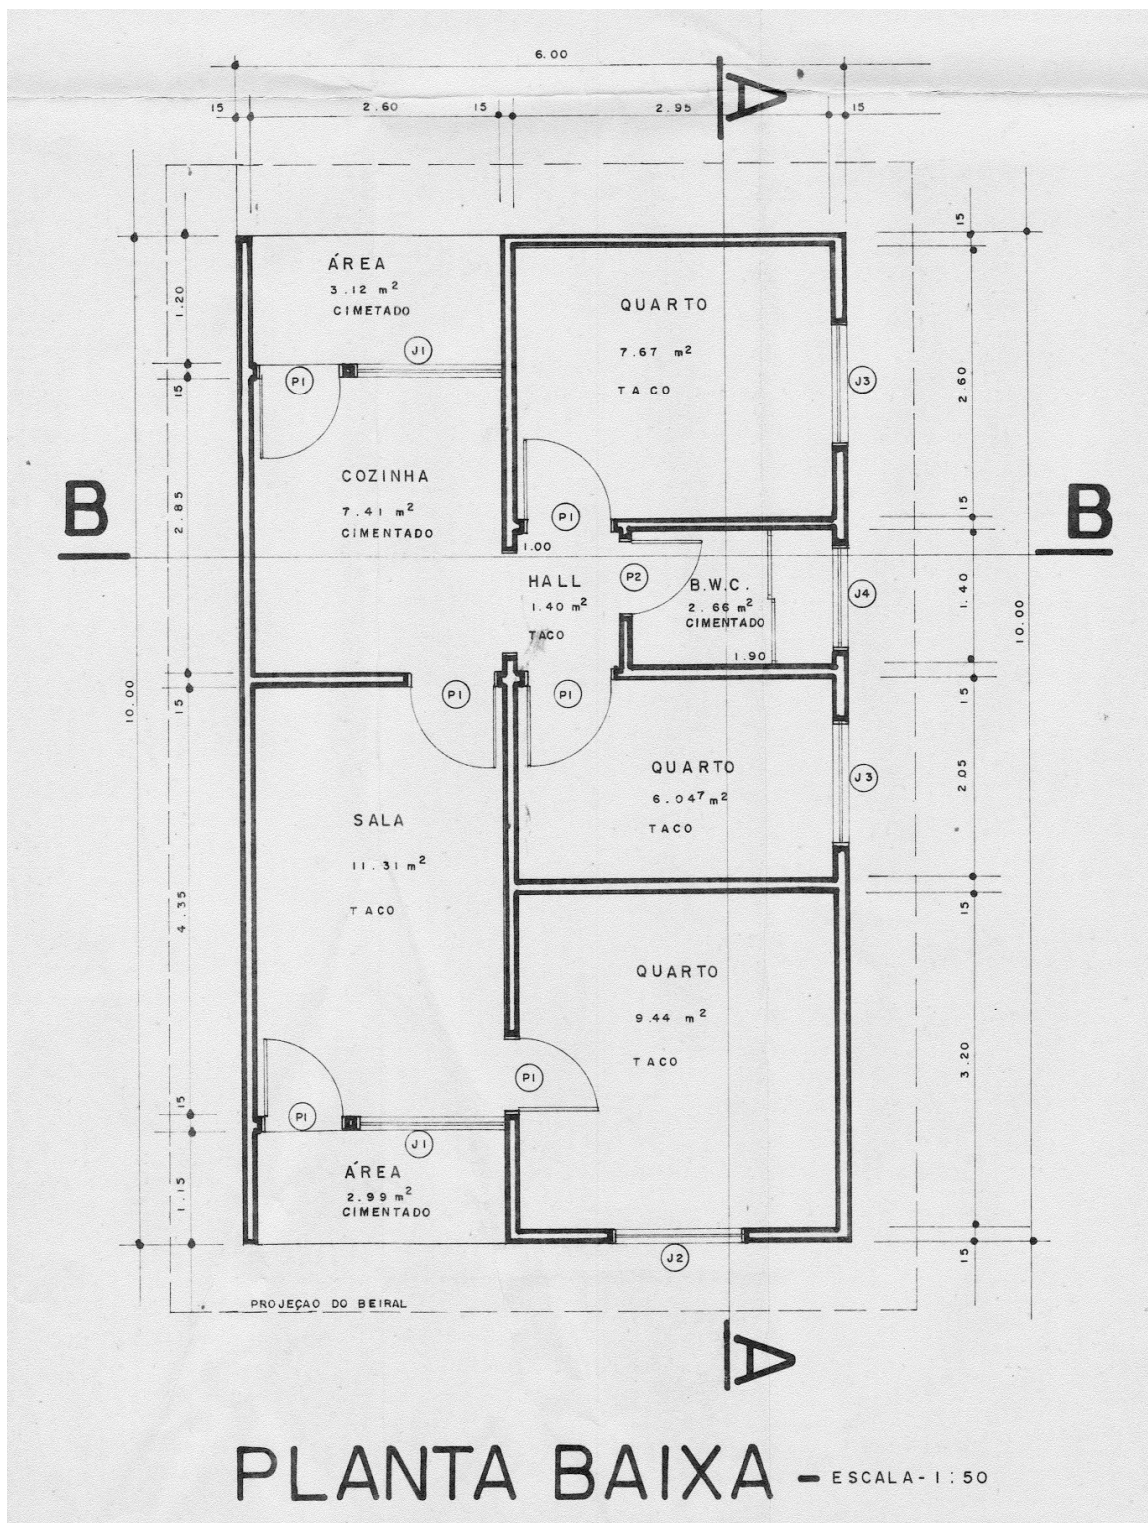 6.00
15 2.60 15 2.95 15
A
15
ÁREA
3.12 m²
CIMETADO
1.20
QUARTO
7.67 m²
TACO
J1
P1
J3
15
2.60
COZINHA
7.41 m²
CIMENTADO
2.85
B
B
15
P1
1.00
HALL
1.40 m²
TACO
P2
B.W.C.
2.66 m²
CIMENTADO
1.90
J4
1.40
10.00
10.00
15
P1
P1
15
QUARTO
6.047 m²
TACO
J3
2.05
SALA
11.31 m²
TACO
4.35
15
QUARTO
9.44 m²
TACO
3.20
P1
15
P1
J1
ÁREA
2.99 m²
CIMENTADO
1.15
J2
15
PROJEÇAO DO BEIRAL
A
PLANTA BAIXA - ESCALA-1:50